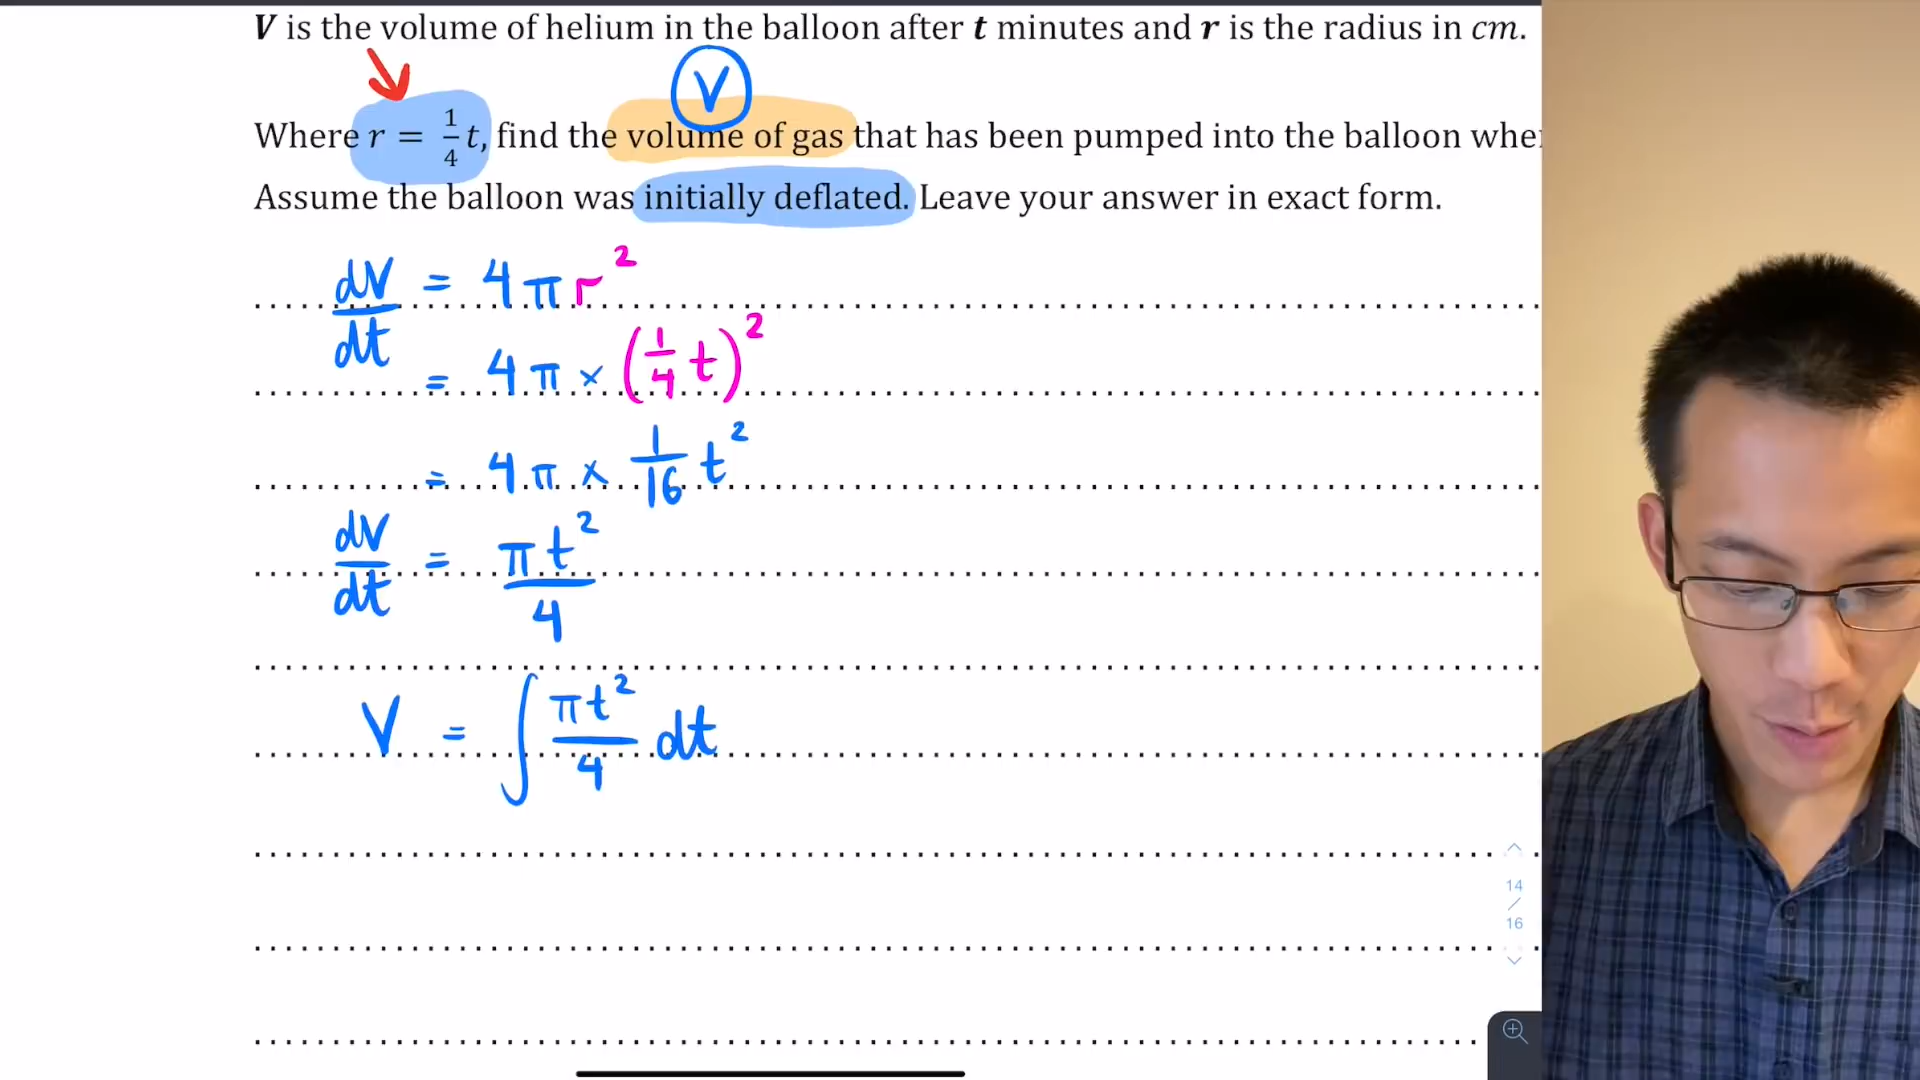 V is the volume of helium in the balloon after t minutes and r is the radius in cm.
V
Where r = 1/4 t, find the volume of gas that has been pumped into the balloon whe
Assume the balloon was initially deflated. Leave your answer in exact form.
dV/dt = 4πr²
= 4π × (1/4 t)²
= 4π × 1/16 t²
dV/dt = πt²/4
V = ∫ πt²/4 dt
14
/
16